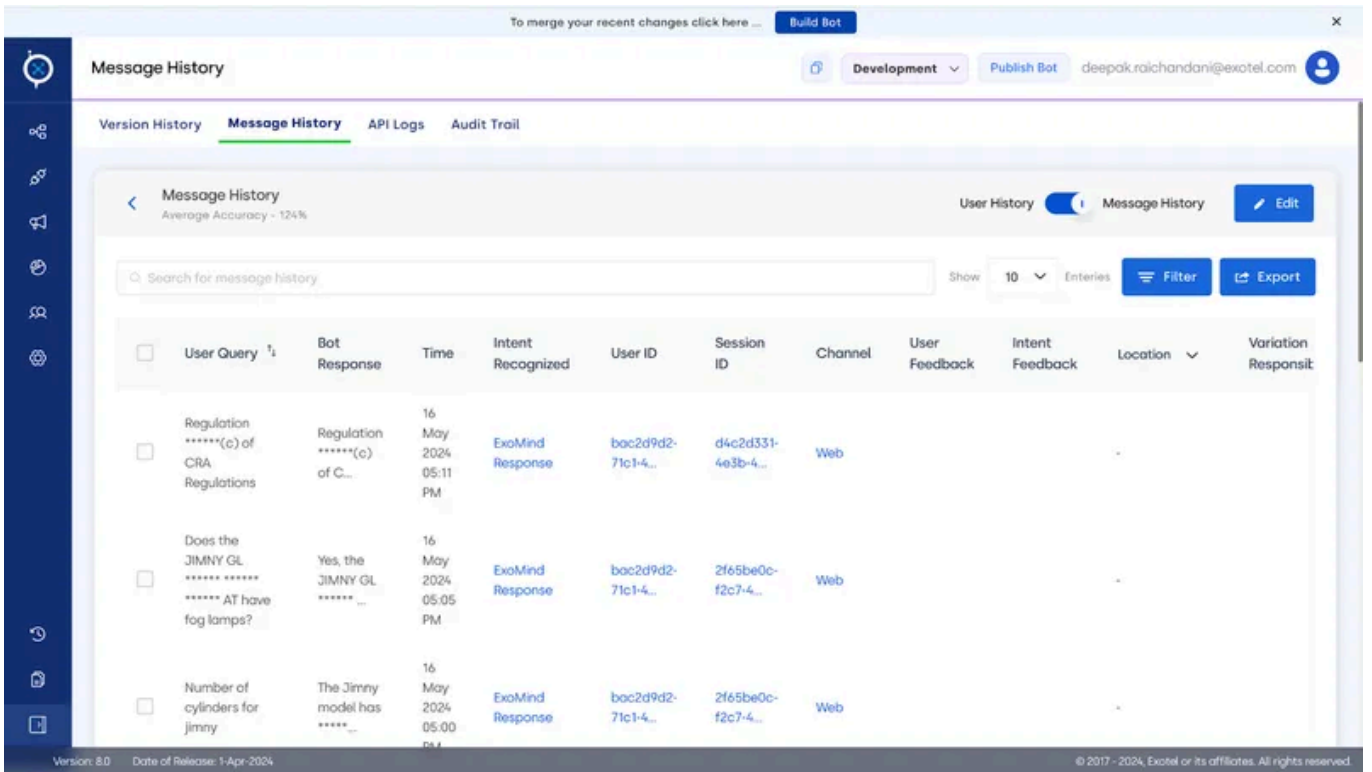 To merge your recent changes click here ... Build Bot
Message History
Development
Publish Bot
deepak.raichandani@exotel.com
Version History Message History API Logs Audit Trail
Message History
Average Accuracy - 124%
User History Message History
Edit
Search for message history
Show 10 Enteries
Filter
Export
User Query
Bot
Response
Time
Intent
Recognized
User ID
Session
ID
Channel
User
Feedback
Intent
Feedback
Location
Variation
Responsit
Regulation
******(c) of
CRA
Regulations
Regulation
******(c)
of C...
16
May
2024
05:11
PM
ExoMind
Response
bac2d9d2-
71c1-4...
d4c2d331-
4e3b-4...
Web
-
Does the
JIMNY GL
****** ******
****** AT have
fog lamps?
Yes, the
JIMNY GL
****** ...
16
May
2024
05:05
PM
ExoMind
Response
bac2d9d2-
71c1-4...
2f65be0c-
f2c7-4...
Web
-
Number of
cylinders for
jimny
The Jimny
model has
*****...
16
May
2024
05:00
PM
ExoMind
Response
bac2d9d2-
71c1-4...
2f65be0c-
f2c7-4...
Web
-
Version: 8.0 Date of Release: 1-Apr-2024
© 2017 - 2024, Exotel or its affiliates. All rights reserved.